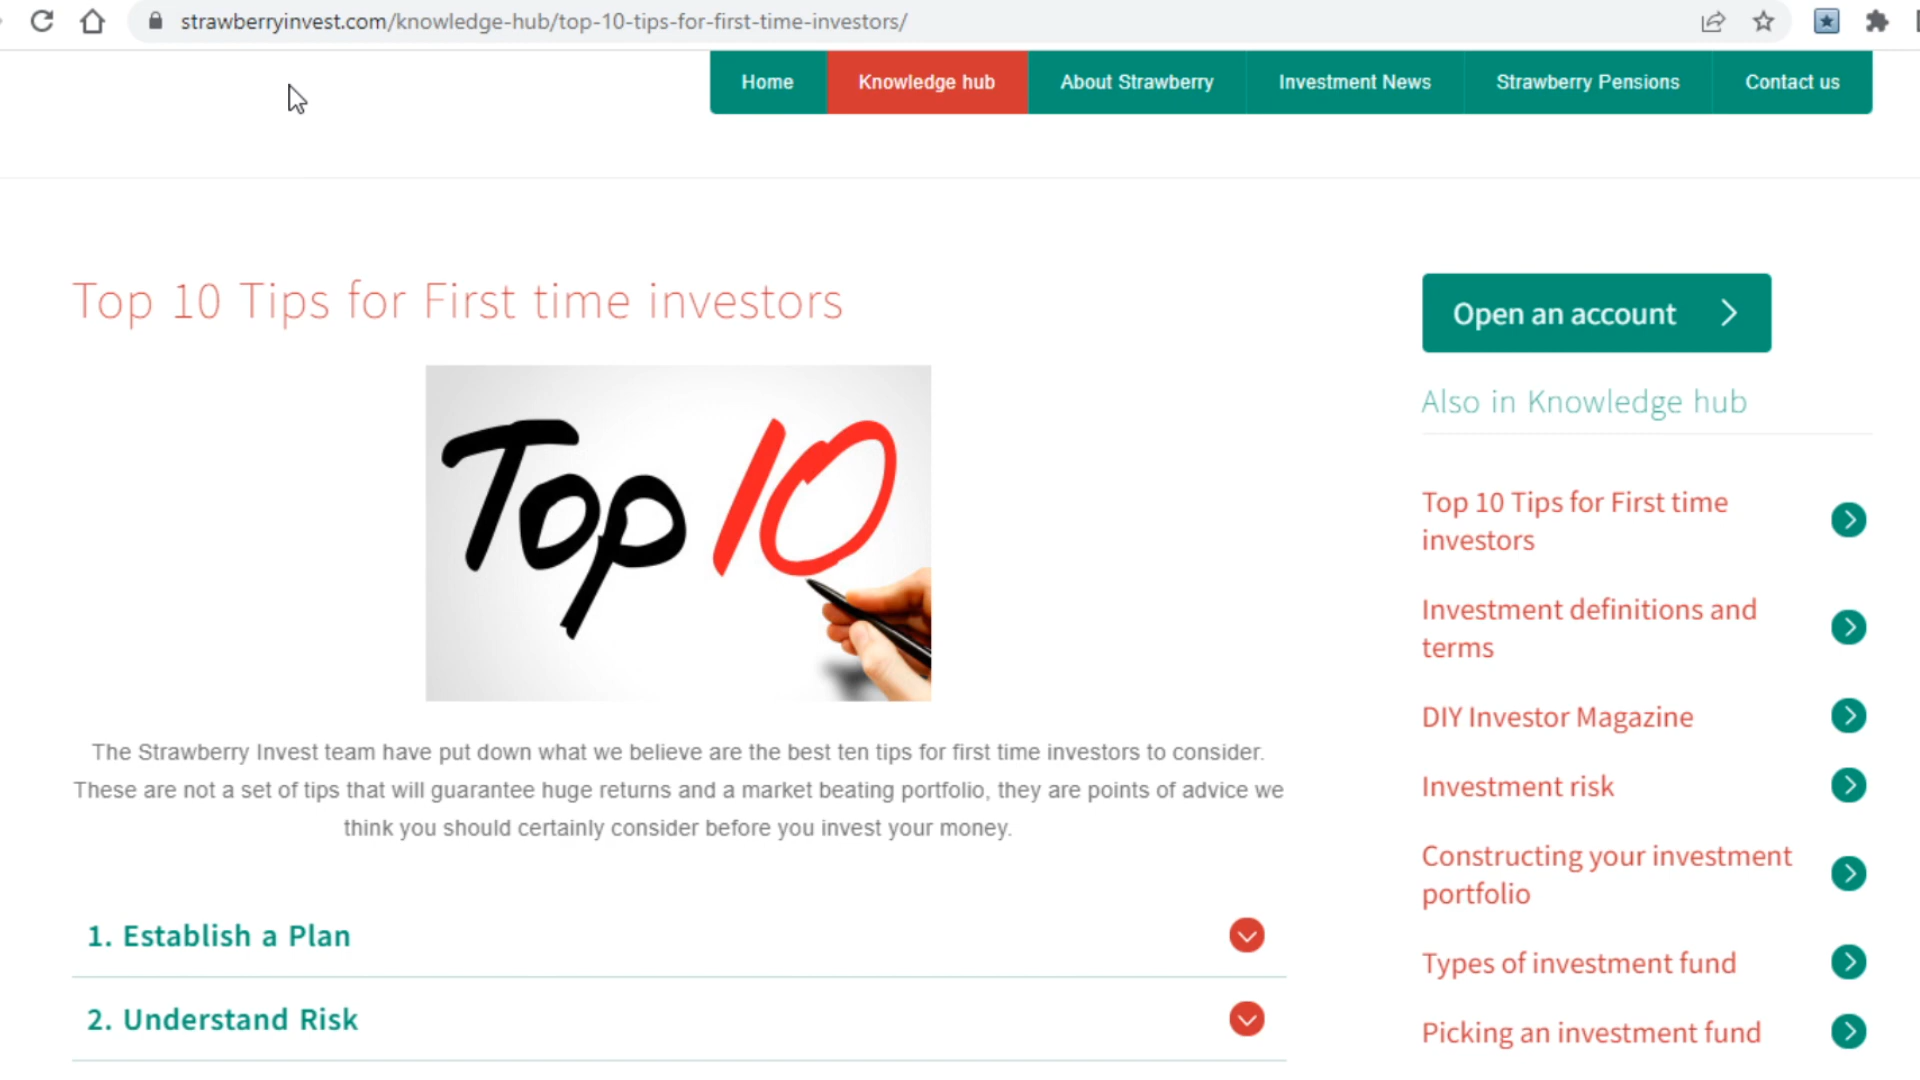 strawberryinvest.com/knowledge-hub/top-10-tips-for-first-time-investors/
Home
Knowledge hub
About Strawberry
Investment News
Strawberry Pensions
Contact us
Top 10 Tips for First time investors
Top 10
The Strawberry Invest team have put down what we believe are the best ten tips for first time investors to consider.
These are not a set of tips that will guarantee huge returns and a market beating portfolio, they are points of advice we
think you should certainly consider before you invest your money.
1. Establish a Plan
2. Understand Risk
Open an account
Also in Knowledge hub
Top 10 Tips for First time
investors
Investment definitions and
terms
DIY Investor Magazine
Investment risk
Constructing your investment
portfolio
Types of investment fund
Picking an investment fund